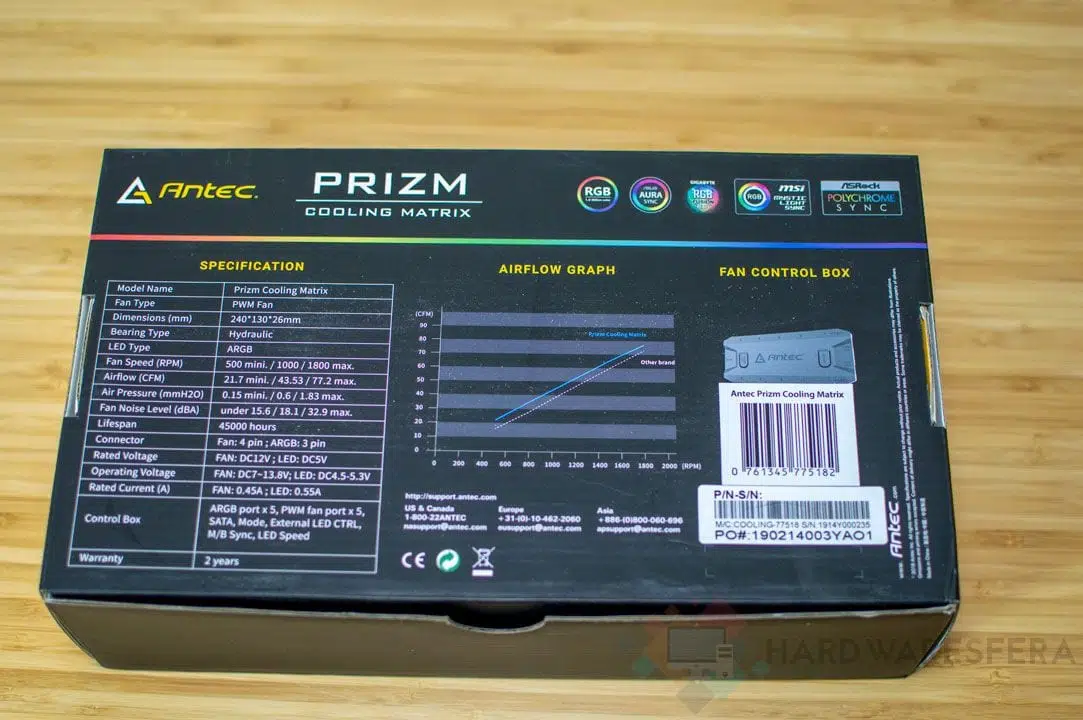 Antec.
PRIZM
COOLING MATRIX
RGB
ASUS
AURA
SYNC
GIGABYTE
RGB
RGB
msi
MYSTIC
LIGHT
SYNC
ASRock
POLYCHROME
SYNC
SPECIFICATION
Model Name Prizm Cooling Matrix
Fan Type PWM Fan
Dimensions (mm) 240*130*26mm
Bearing Type Hydraulic
LED Type ARGB
Fan Speed (RPM) 500 mini. / 1000 / 1800 max.
Airflow (CFM) 21.7 mini. / 43.53 / 77.2 max.
Air Pressure (mmH2O) 0.15 mini. / 0.6 / 1.83 max.
Fan Noise Level (dBA) under 15.6 / 18.1 / 32.9 max.
Lifespan 45000 hours
Connector Fan: 4 pin ; ARGB: 3 pin
Rated Voltage FAN: DC12V ; LED: DC5V
Operating Voltage FAN: DC7~13.8V; LED: DC4.5-5.3V
Rated Current (A) FAN: 0.45A ; LED: 0.55A
Control Box ARGB port x 5, PWM fan port x 5,
SATA, Mode, External LED CTRL,
M/B Sync, LED Speed
Warranty 2 years
AIRFLOW GRAPH
(CFM)
90
80
70
60
50
40
30
20
10
0
Prizm Cooling Matrix
Other brand
0 200 400 600 800 1000 1200 1400 1600 1800 2000 (RPM)
http://support.antec.com
US & Canada
1-800-22ANTEC
nasupport@antec.com
Europe
+31-(0)-10-462-2060
eusupport@antec.com
Asia
+886-(0)800-060-696
apsupport@antec.com
CE
FAN CONTROL BOX
Antec
Antec Prizm Cooling Matrix
0 761345 775182
P/N-S/N:
M/C:COOLING-77518 S/N:1914Y000235
PO#:190214003YAO1
www.Antec.com
HARDWARESFERA